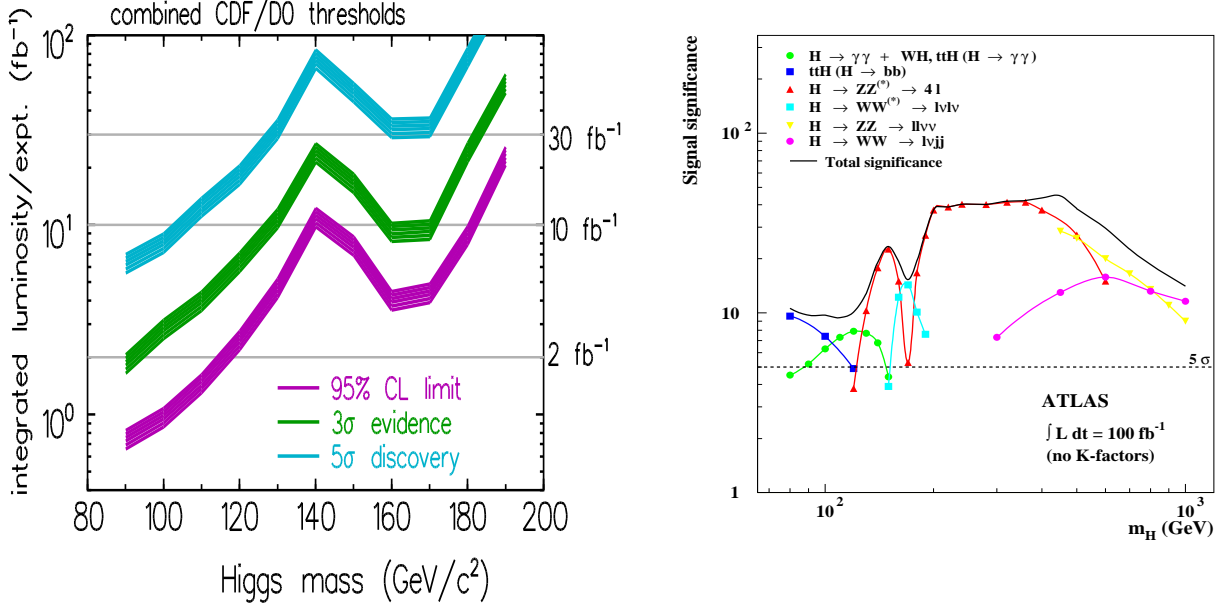 combined CDF/D0 thresholds
integrated luminosity/expt. (fb⁻¹)
10²
10¹
10⁰
30 fb⁻¹
10 fb⁻¹
2 fb⁻¹
95% CL limit
3σ evidence
5σ discovery
80 100 120 140 160 180 200
Higgs mass (GeV/c²)
Signal significance
H → γγ + WH, ttH (H → γγ)
ttH (H → bb)
H → ZZ⁽*⁾ → 4 l
H → WW⁽*⁾ → lνlν
H → ZZ → llνν
H → WW → lνjj
Total significance
10²
10
1
5 σ
ATLAS
∫ L dt = 100 fb⁻¹
(no K-factors)
10² 10³
m_H (GeV)